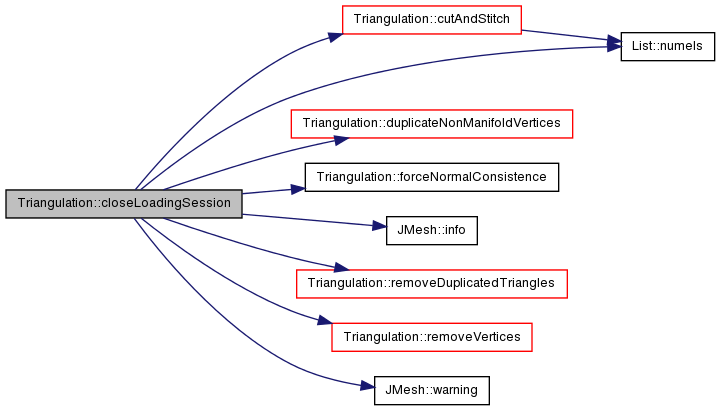 Triangulation::cutAndStitch
List::numels
Triangulation::duplicateNonManifoldVertices
Triangulation::forceNormalConsistence
Triangulation::closeLoadingSession
JMesh::info
Triangulation::removeDuplicatedTriangles
Triangulation::removeVertices
JMesh::warning